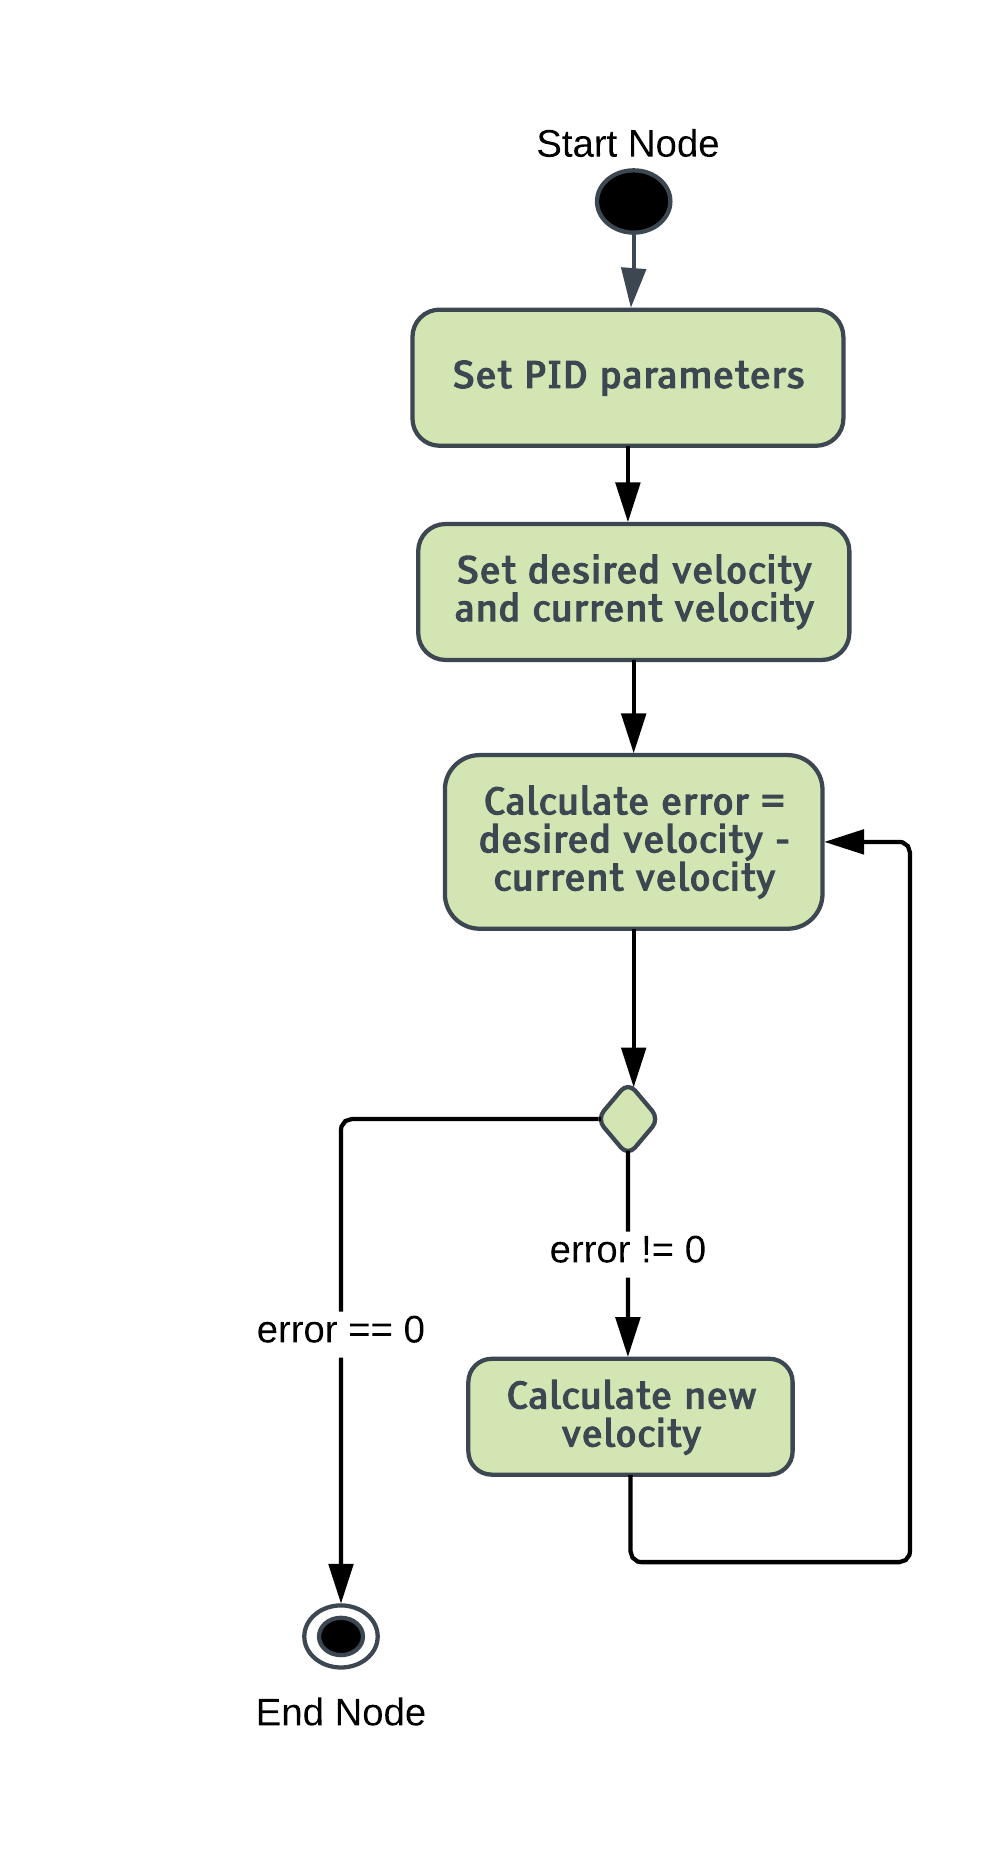 Start Node
Set PID parameters
Set desired velocity
and current velocity
Calculate error =
desired velocity -
current velocity
error != 0
error == 0
Calculate new
velocity
End Node